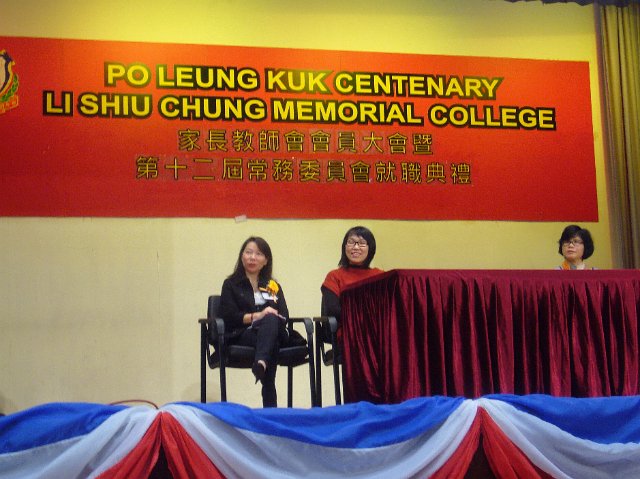 PO LEUNG KUK CENTENARY
LI SHIU CHUNG MEMORIAL COLLEGE
家長教師會會員大會暨
第十二屆常務委員會就職典禮